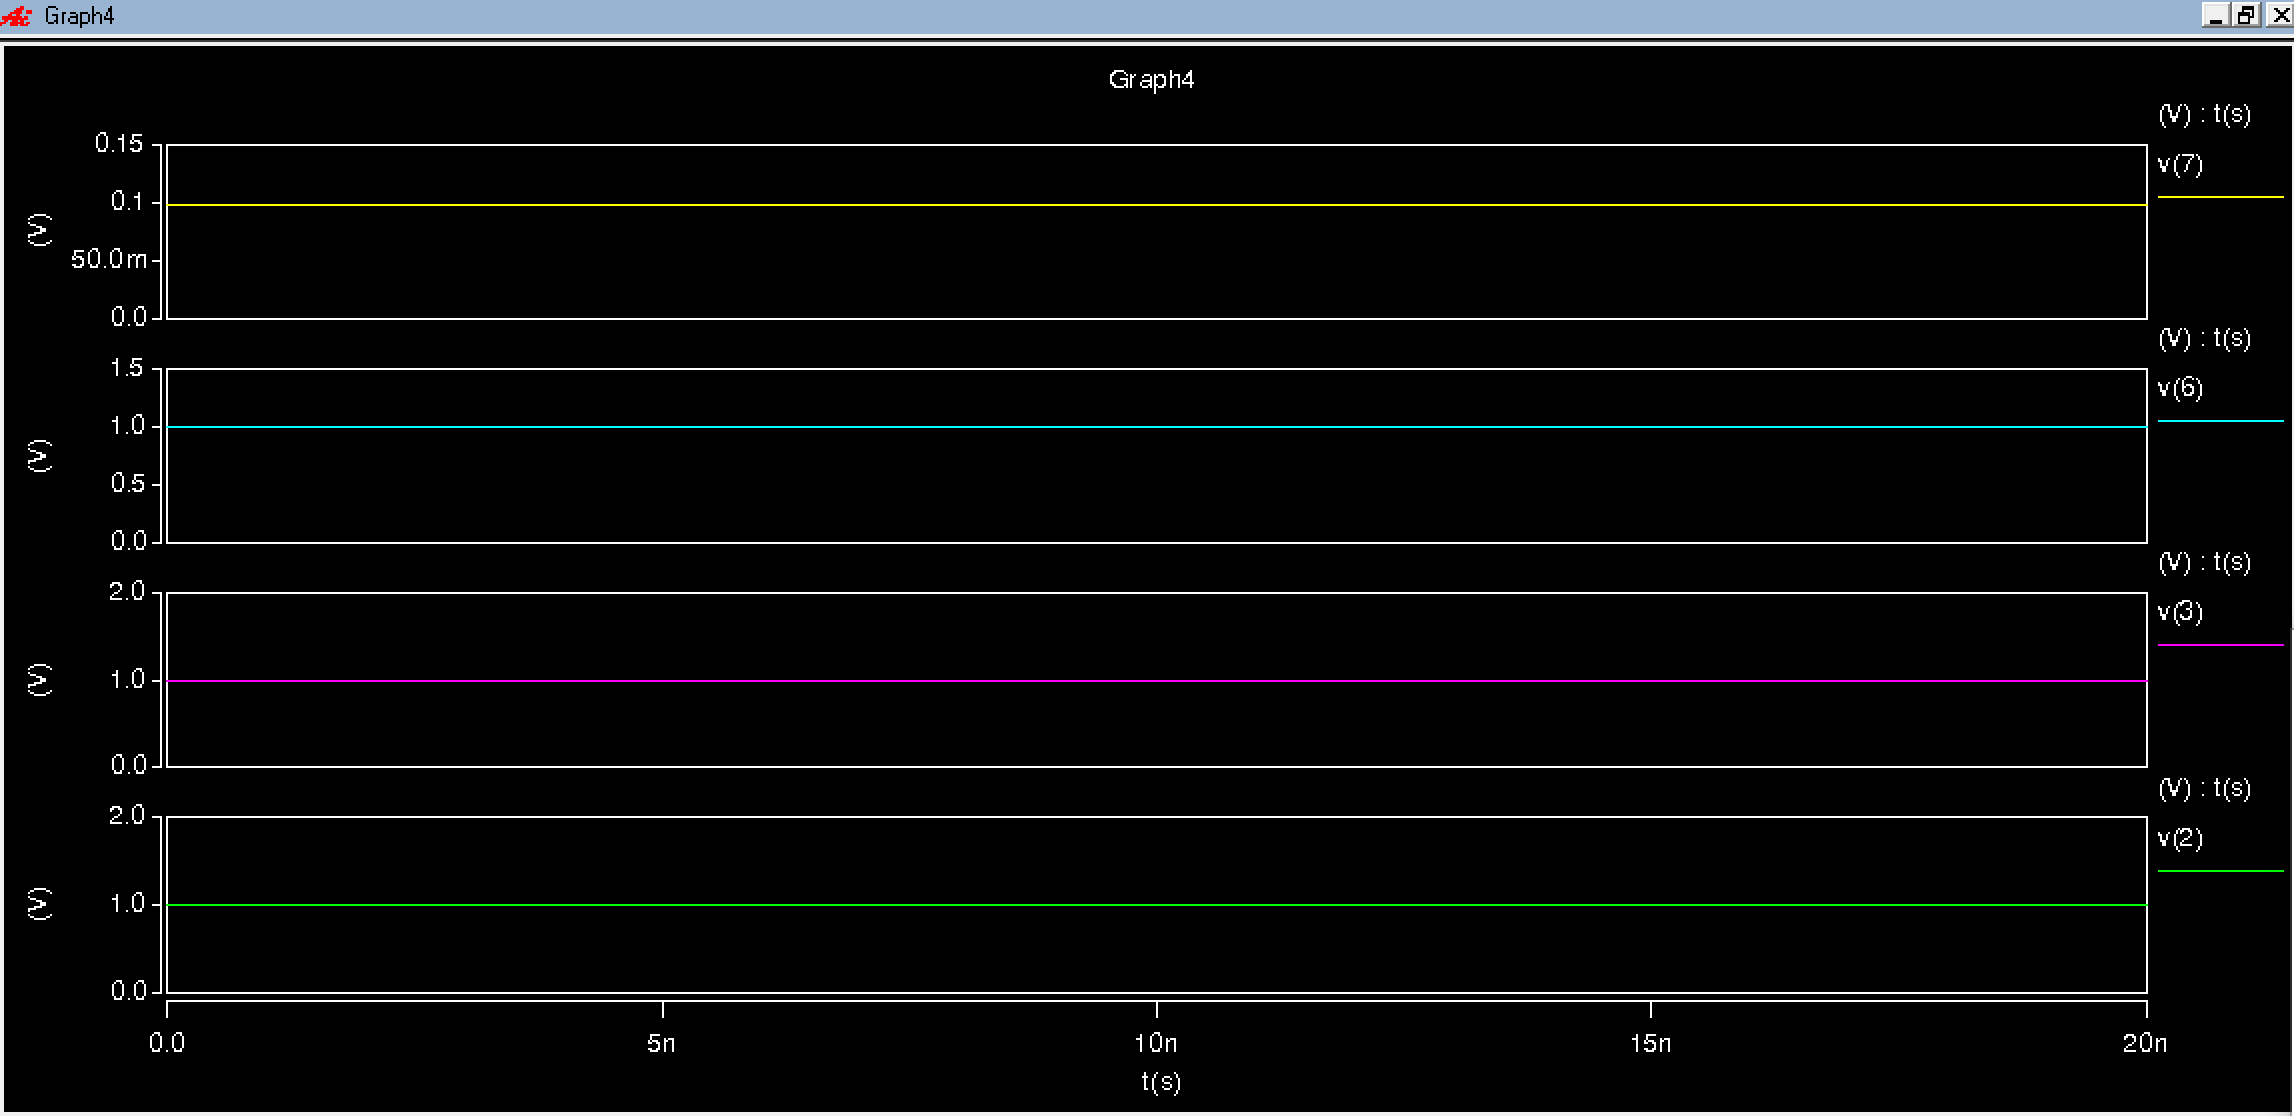 Graph4
Graph4
(V) : t(s)
0.15
v(7)
0.1
(V)
50.0m
0.0
(V) : t(s)
1.5
v(6)
1.0
(V)
0.5
0.0
(V) : t(s)
2.0
v(3)
1.0
(V)
0.0
(V) : t(s)
2.0
v(2)
1.0
(V)
0.0
0.0 5n 10n 15n 20n
t(s)